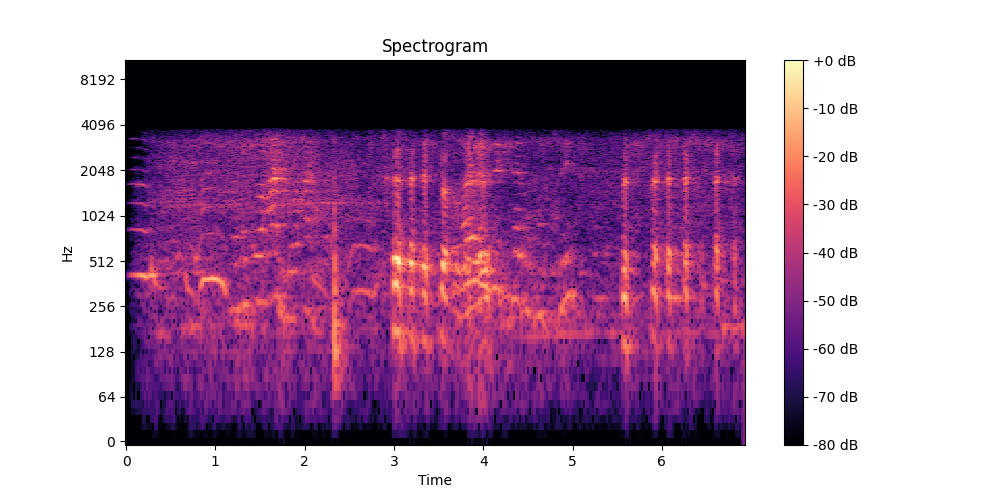 Spectrogram
Hz
8192
4096
2048
1024
512
256
128
64
0
0 1 2 3 4 5 6
Time
+0 dB
-10 dB
-20 dB
-30 dB
-40 dB
-50 dB
-60 dB
-70 dB
-80 dB